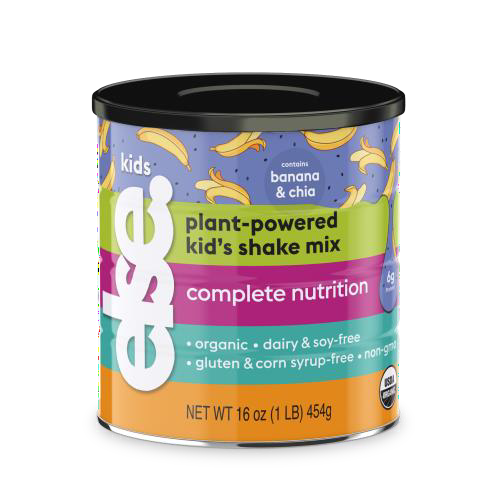 kids
else.
contains
banana
& chia
plant-powered
kid's shake mix
complete nutrition
6g
• organic • dairy & soy-free
• gluten & corn syrup-free • non-gmo
USDA
ORGANIC
NET WT 16 oz (1 LB) 454g